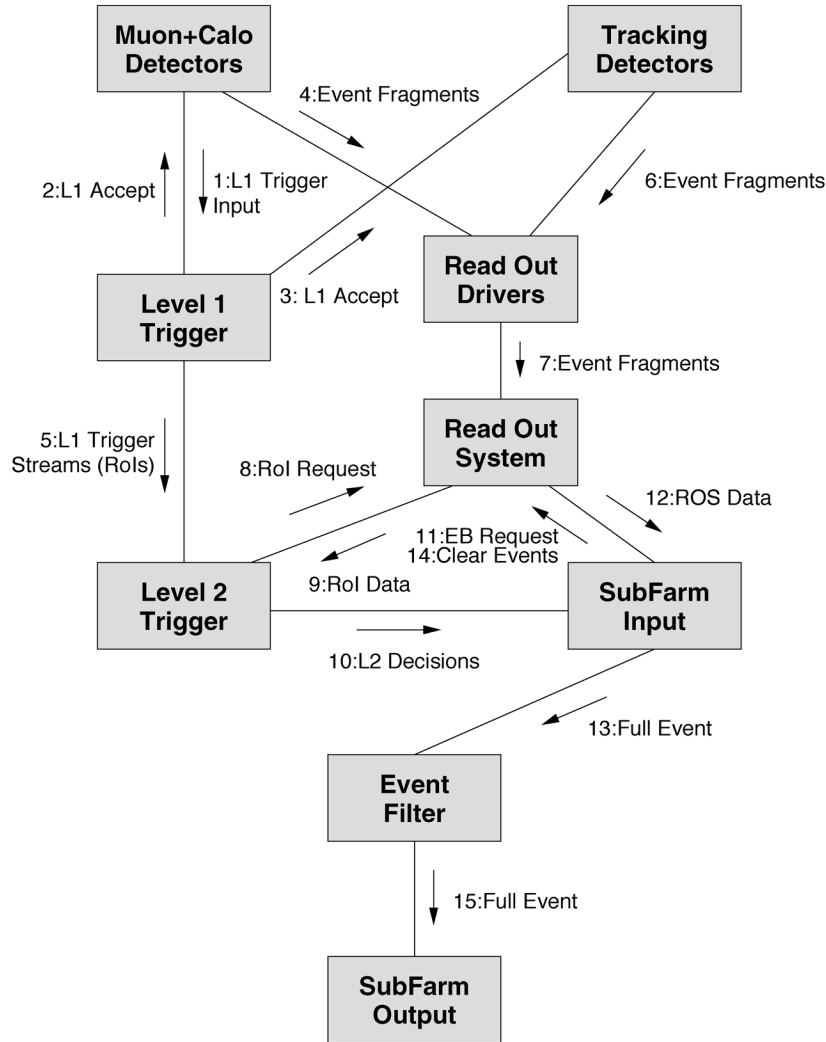 Muon+Calo
Detectors
Tracking
Detectors
4:Event Fragments
2:L1 Accept
1:L1 Trigger
Input
6:Event Fragments
3: L1 Accept
Read Out
Drivers
Level 1
Trigger
7:Event Fragments
5:L1 Trigger
Streams (RoIs)
Read Out
System
8:RoI Request
12:ROS Data
11:EB Request
14:Clear Events
9:RoI Data
Level 2
Trigger
SubFarm
Input
10:L2 Decisions
13:Full Event
Event
Filter
15:Full Event
SubFarm
Output